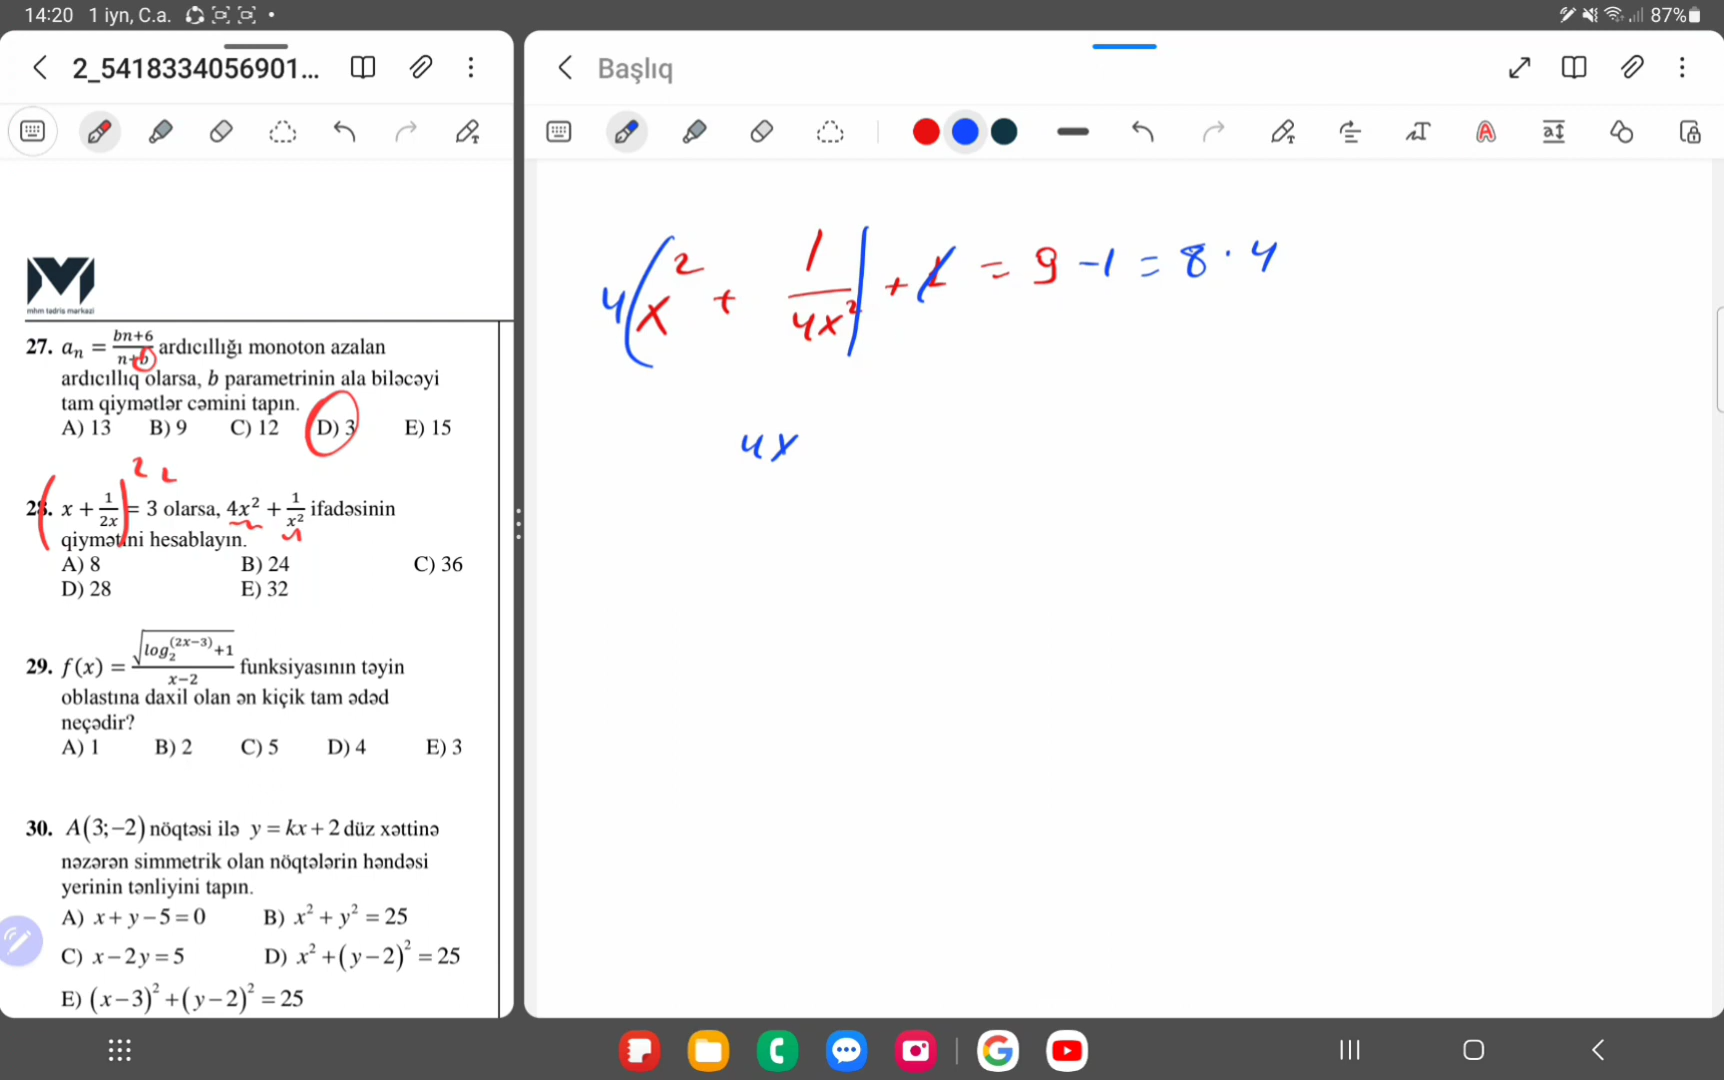 14:20 1 iyn, C.a. • 87%
2_5418334056901...
Başlıq
mhm tədris mərkəzi
27. aₙ = (bn+6)/(n+b) ardıcıllığı monoton azalan
ardıcıllıq olarsa, b parametrinin ala biləcəyi
tam qiymətlər cəmini tapın.
A) 13 B) 9 C) 12 D) 3 E) 15
2 2
28. ( x + 1/2x ) = 3 olarsa, 4x² + 1/x² ifadəsinin
qiymətini hesablayın.
A) 8 B) 24 C) 36
D) 28 E) 32
29. f(x) = √(log₂^(2x−3)+1) / (x−2) funksiyasının təyin
oblastına daxil olan ən kiçik tam ədəd
neçədir?
A) 1 B) 2 C) 5 D) 4 E) 3
30. A(3;−2) nöqtəsi ilə y = kx + 2 düz xəttinə
nəzərən simmetrik olan nöqtələrin həndəsi
yerinin tənliyini tapın.
A) x + y − 5 = 0 B) x² + y² = 25
C) x − 2y = 5 D) x² + (y − 2)² = 25
E) (x − 3)² + (y − 2)² = 25
4(x² + 1/4x²) + 1 = 9 - 1 = 8 · 4
4x